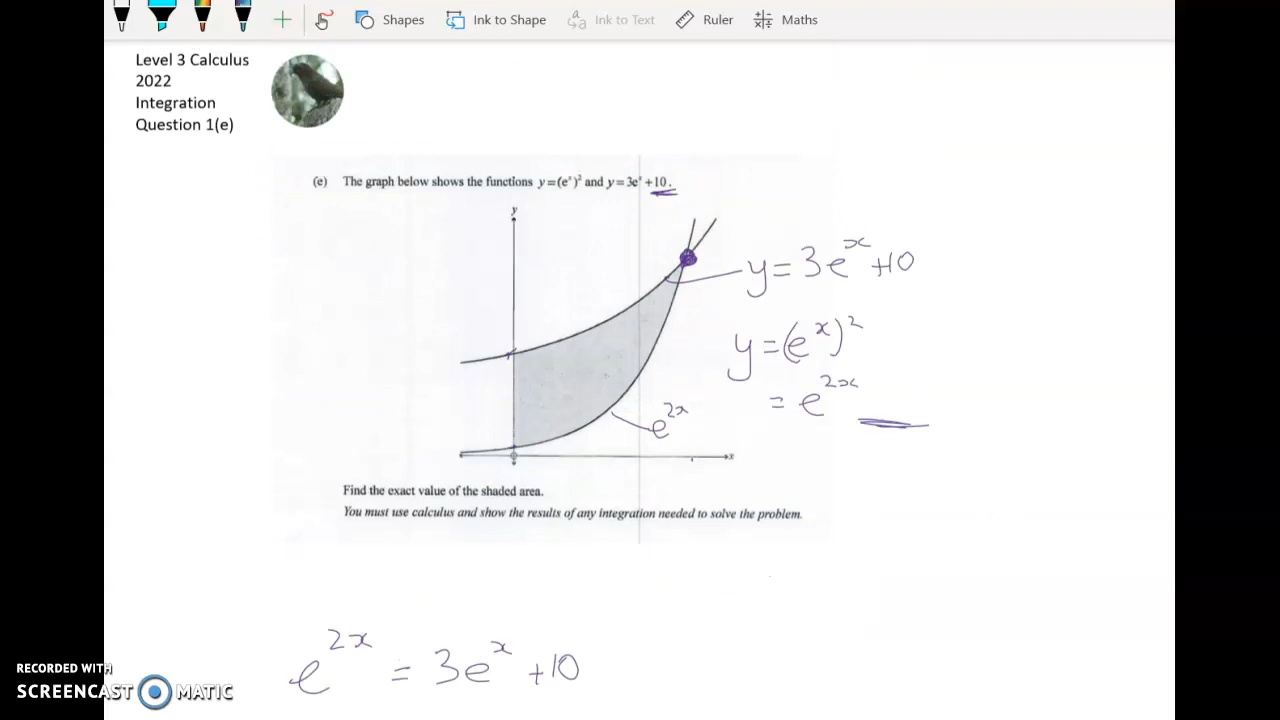 Shapes Ink to Shape Ink to Text Ruler Maths
Level 3 Calculus
2022
Integration
Question 1(e)
(e) The graph below shows the functions y=(eˣ)² and y=3eˣ+10.
y
y=3eˣ+10
y=(eˣ)²
=e²ˣ
e²ˣ
x
Find the exact value of the shaded area.
You must use calculus and show the results of any integration needed to solve the problem.
e²ˣ = 3eˣ +10
RECORDED WITH
SCREENCAST MATIC